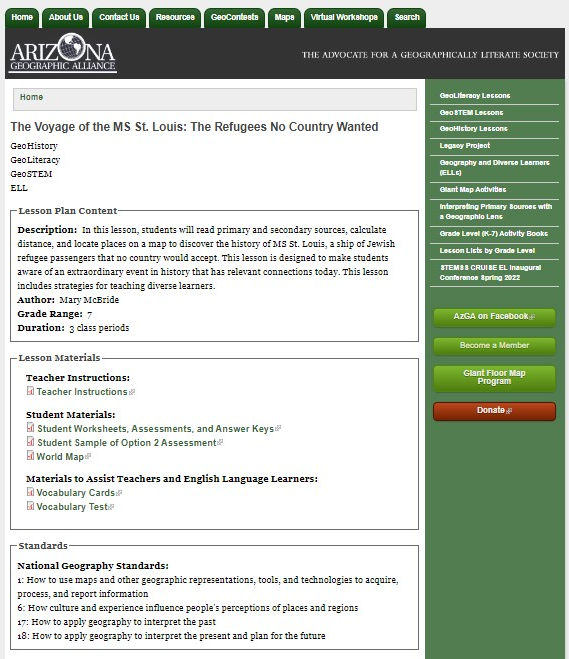 Home About Us Contact Us Resources GeoContests Maps Virtual Workshops Search
ARIZONA
GEOGRAPHIC ALLIANCE
THE ADVOCATE FOR A GEOGRAPHICALLY LITERATE SOCIETY
Home
The Voyage of the MS St. Louis: The Refugees No Country Wanted
GeoHistory
GeoLiteracy
GeoSTEM
ELL
Lesson Plan Content
Description: In this lesson, students will read primary and secondary sources, calculate
distance, and locate places on a map to discover the history of MS St. Louis, a ship of Jewish
refugee passengers that no country would accept. This lesson is designed to make students
aware of an extraordinary event in history that has relevant connections today. This lesson
includes strategies for teaching diverse learners.
Author: Mary McBride
Grade Range: 7
Duration: 3 class periods
Lesson Materials
Teacher Instructions:
Teacher Instructions
Student Materials:
Student Worksheets, Assessments, and Answer Keys
Student Sample of Option 2 Assessment
World Map
Materials to Assist Teachers and English Language Learners:
Vocabulary Cards
Vocabulary Test
Standards
National Geography Standards:
1: How to use maps and other geographic representations, tools, and technologies to acquire,
process, and report information
6: How culture and experience influence people's perceptions of places and regions
17: How to apply geography to interpret the past
18: How to apply geography to interpret the present and plan for the future
GeoLiteracy Lessons
GeoSTEM Lessons
GeoHistory Lessons
Legacy Project
Geography and Diverse Learners
(ELLs)
Giant Map Activities
Interpreting Primary Sources with
a Geographic Lens
Grade Level (K-7) Activity Books
Lesson Lists by Grade Level
STEMSS CRUISE EL Inaugural
Conference Spring 2022
AzGA on Facebook
Become a Member
Giant Floor Map
Program
Donate